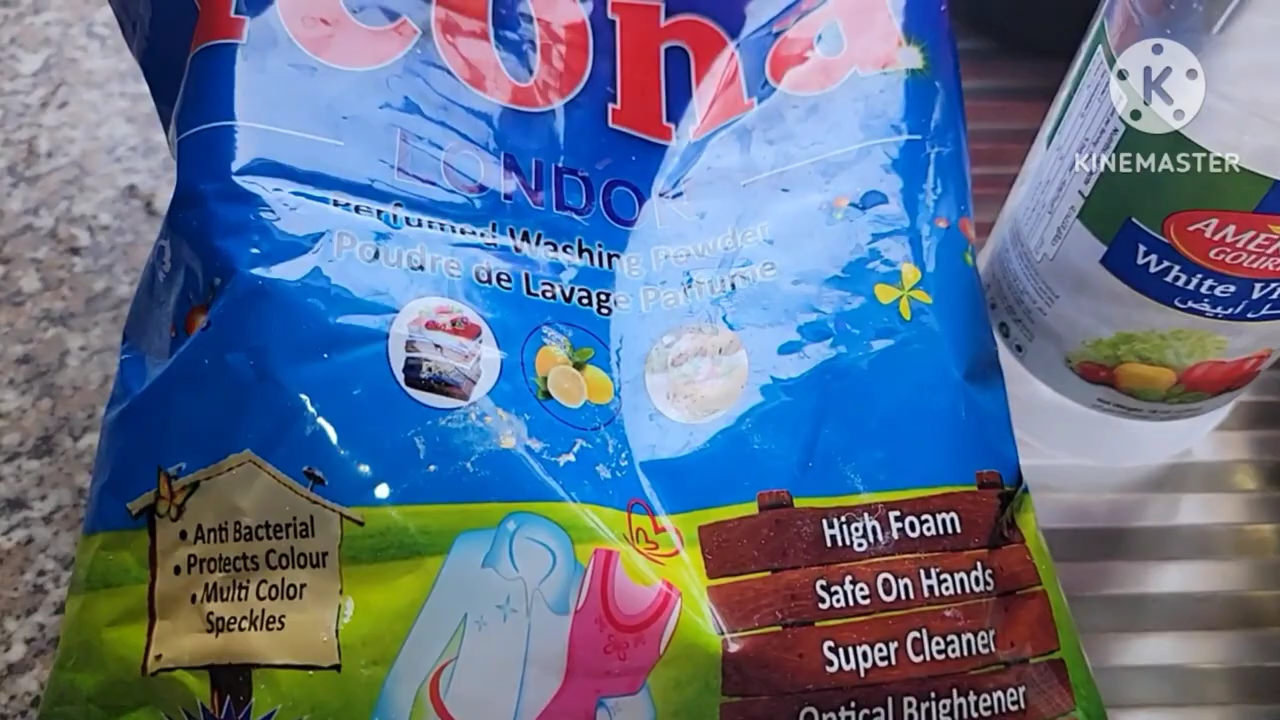 LONDON
Perfumed Washing Powder
Poudre de Lavage Parfume
• Anti Bacterial
• Protects Colour
• Multi Color
Speckles
High Foam
Safe On Hands
Super Cleaner
Optical Brightener
K
KINEMASTER
White
أبيض